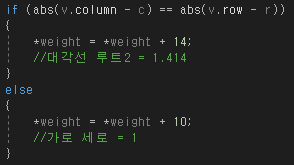 if (abs(v.column - c) == abs(v.row - r))
{
*weight = *weight + 14;
//대각선 루트2 = 1.414
}
else
{
*weight = *weight + 10;
//가로 세로 = 1
}